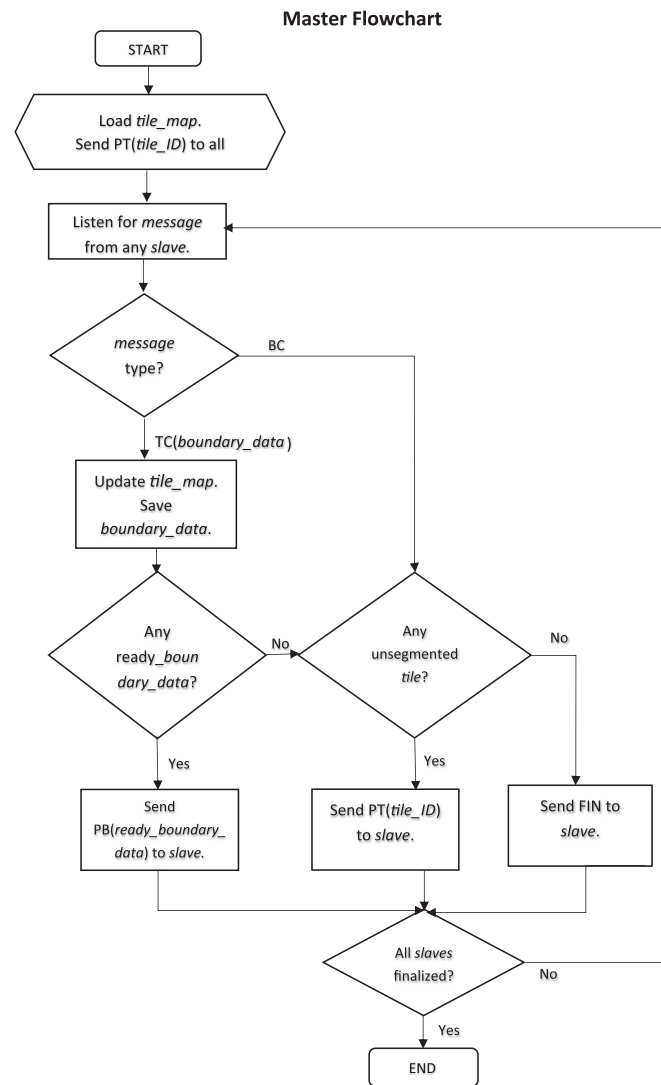 Master Flowchart
START
Load tile_map.
Send PT(tile_ID) to all
Listen for message
from any slave.
message
type?
BC
TC(boundary_data)
Update tile_map.
Save
boundary_data.
Any
ready_boun
dary_data?
No
Any
unsegmented
tile?
No
Yes
Yes
Send
PB(ready_boundary_
data) to slave.
Send PT(tile_ID)
to slave.
Send FIN to
slave.
All slaves
finalized?
No
Yes
END